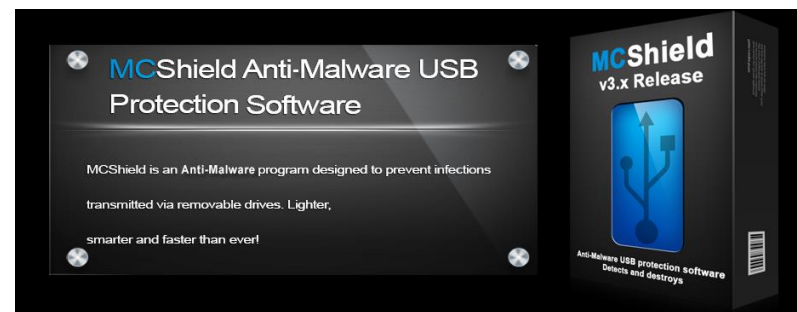 MCShield Anti-Malware USB
Protection Software
MCShield is an Anti-Malware program designed to prevent infections
transmitted via removable drives. Lighter,
smarter and faster than ever!
MCShield
v3.x Release
Anti-Malware USB protection software
Detects and destroys